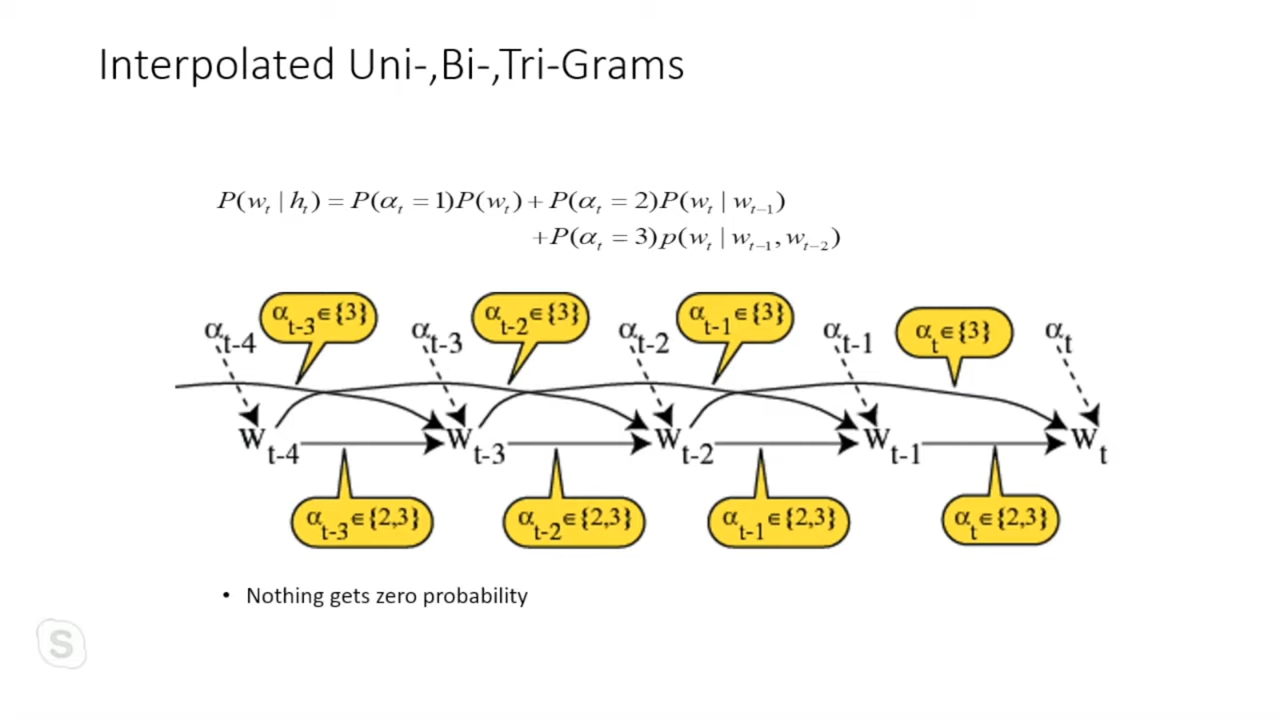 Interpolated Uni-,Bi-,Tri-Grams
P(w_t | h_t) = P(α_t = 1)P(w_t) + P(α_t = 2)P(w_t | w_{t-1})
+P(α_t = 3)p(w_t | w_{t-1}, w_{t-2})
α_{t-3}∈{3} α_{t-2}∈{3} α_{t-1}∈{3} α_t∈{3}
α_{t-4} α_{t-3} α_{t-2} α_{t-1} α_t
w_{t-4} w_{t-3} w_{t-2} w_{t-1} w_t
α_{t-3}∈{2,3} α_{t-2}∈{2,3} α_{t-1}∈{2,3} α_t∈{2,3}
• Nothing gets zero probability
S